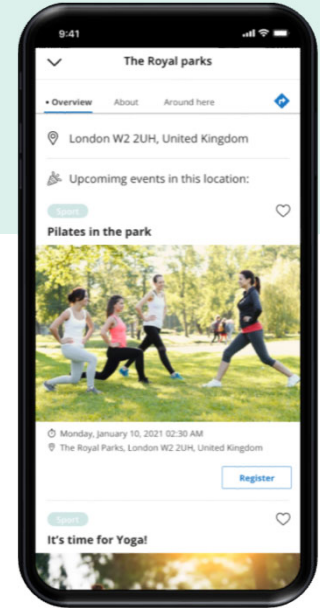 9:41
The Royal parks
• Overview About Around here
London W2 2UH, United Kingdom
Upcomimg events in this location:
Sport
Pilates in the park
Monday, January 10, 2021 02:30 AM
The Royal Parks, London W2 2UH, United Kingdom
Register
Sport
It's time for Yoga!